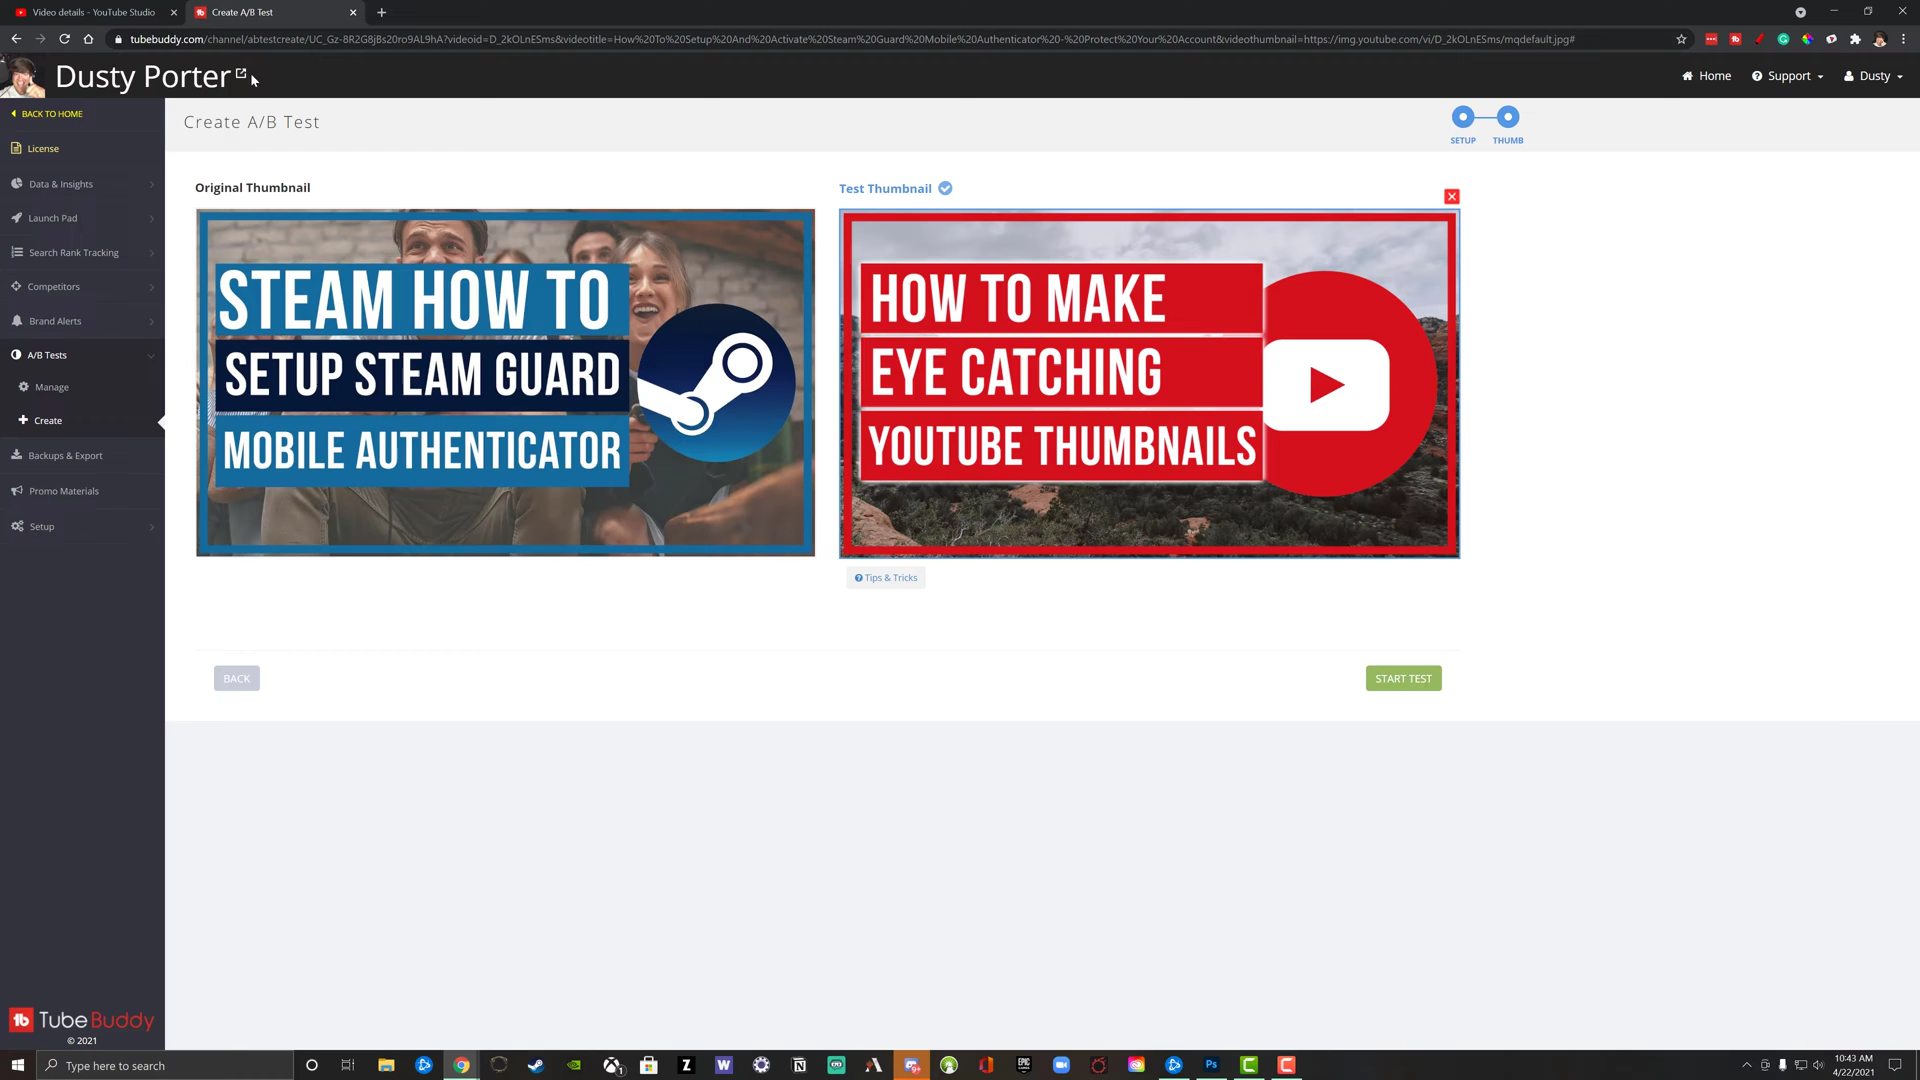 Video details - YouTube Studio
Create A/B Test
tubebuddy.com/channel/abtestcreate/UC_Gz-8R2G8jBs20ro9AL9hA?videoid=D_2kOLnESms&videotitle=How%20To%20Setup%20And%20Activate%20Steam%20Guard%20Mobile%20Authenticator%20-%20Protect%20Your%20Account&videothumbnail=https://img.youtube.com/vi/D_2kOLnESms/mqdefault.jpg#
Dusty Porter
Home
Support
Dusty
BACK TO HOME
License
Data & Insights
Launch Pad
Search Rank Tracking
Competitors
Brand Alerts
A/B Tests
Manage
Create
Backups & Export
Promo Materials
Setup
Create A/B Test
SETUP
THUMB
Original Thumbnail
STEAM HOW TO
SETUP STEAM GUARD
MOBILE AUTHENTICATOR
Test Thumbnail
HOW TO MAKE
EYE CATCHING
YOUTUBE THUMBNAILS
Tips & Tricks
BACK
START TEST
TubeBuddy
© 2021
Type here to search
10:43 AM
4/22/2021